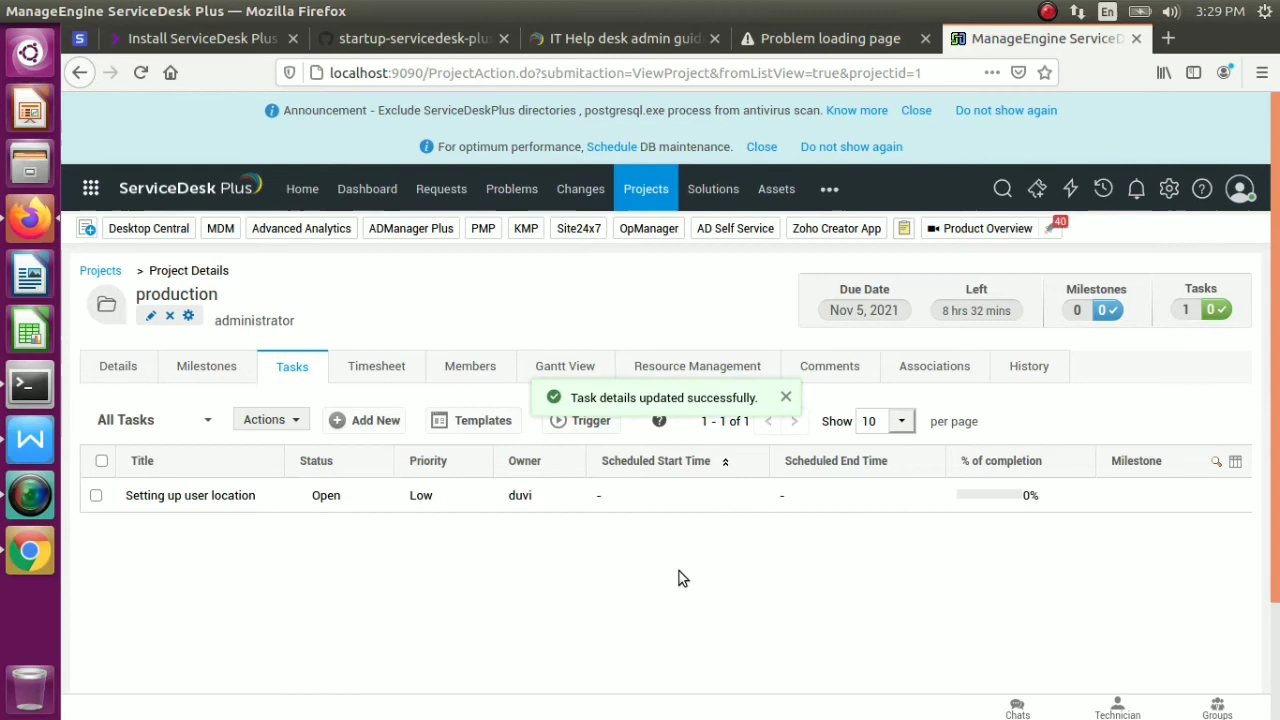 ManageEngine ServiceDesk Plus — Mozilla Firefox
En
3:29 PM
S
Install ServiceDesk Plus
startup-servicedesk-plu
IT Help desk admin guid
Problem loading page
ManageEngine ServiceD
localhost:9090/ProjectAction.do?submitaction=ViewProject&fromListView=true&projectid=1
Announcement - Exclude ServiceDeskPlus directories , postgresql.exe process from antivirus scan. Know more Close Do not show again
For optimum performance, Schedule DB maintenance. Close Do not show again
ServiceDesk Plus
Home Dashboard Requests Problems Changes Projects Solutions Assets
Desktop Central MDM Advanced Analytics ADManager Plus PMP KMP Site24x7 OpManager AD Self Service Zoho Creator App Product Overview 40
Projects > Project Details
production
administrator
Due Date Left Milestones Tasks
Nov 5, 2021 8 hrs 32 mins 0 0 1 0
Details Milestones Tasks Timesheet Members Gantt View Resource Management Comments Associations History
Task details updated successfully.
All Tasks Actions Add New Templates Trigger 1 - 1 of 1 Show 10 per page
Title Status Priority Owner Scheduled Start Time Scheduled End Time % of completion Milestone
Setting up user location Open Low duvi - - 0%
Chats Technician Groups